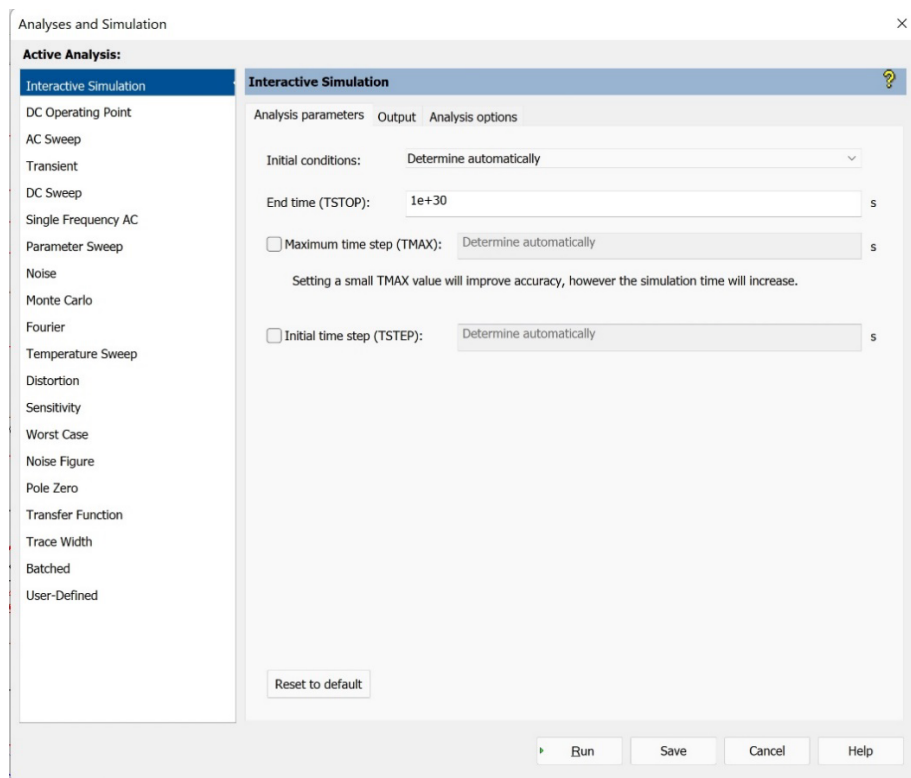 Analyses and Simulation
Active Analysis:
Interactive Simulation
DC Operating Point
AC Sweep
Transient
DC Sweep
Single Frequency AC
Parameter Sweep
Noise
Monte Carlo
Fourier
Temperature Sweep
Distortion
Sensitivity
Worst Case
Noise Figure
Pole Zero
Transfer Function
Trace Width
Batched
User-Defined
Interactive Simulation
Analysis parameters Output Analysis options
Initial conditions: Determine automatically
End time (TSTOP): 1e+30 s
Maximum time step (TMAX): Determine automatically s
Setting a small TMAX value will improve accuracy, however the simulation time will increase.
Initial time step (TSTEP): Determine automatically s
Reset to default
Run Save Cancel Help